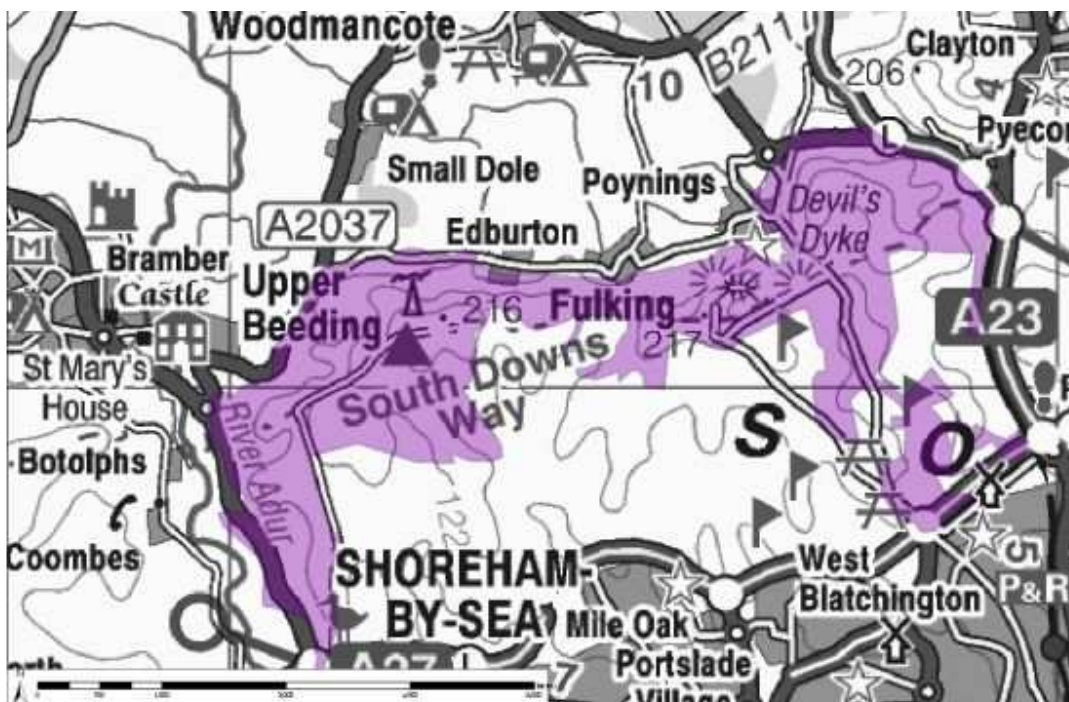 Woodmancote
B211
Clayton
206
10
4
L
Pyecom
Small Dole
Poynings
Devil's
Dyke
A2037
Edburton
M
Bramber
Castle
Upper
Beeding
216
Fulking
217
A23
St Mary's
House
South Downs
Way
River Adur
S
O
Botolphs
122
Coombes
SHOREHAM-
BY-SEA
West
Blatchington
5
P&R
Mile Oak
A27
L
7
Portslade
Village